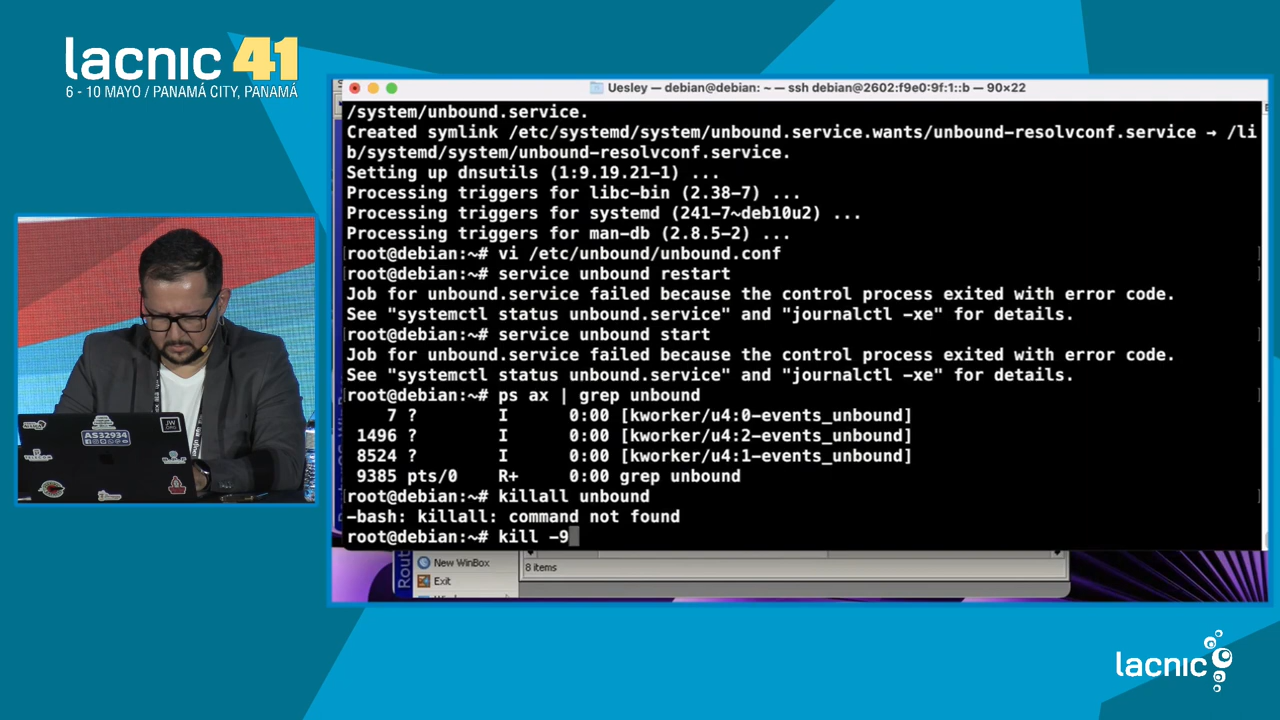 lacnic 41
6 - 10 MAYO / PANAMÁ CITY, PANAMÁ
Uesley — debian@debian: ~ — ssh debian@2602:f9e0:9f:1::b — 90×22
/system/unbound.service.
Created symlink /etc/systemd/system/unbound.service.wants/unbound-resolvconf.service → /li
b/systemd/system/unbound-resolvconf.service.
Setting up dnsutils (1:9.19.21-1) ...
Processing triggers for libc-bin (2.38-7) ...
Processing triggers for systemd (241-7~deb10u2) ...
Processing triggers for man-db (2.8.5-2) ...
[root@debian:~# vi /etc/unbound/unbound.conf ]
[root@debian:~# service unbound restart ]
Job for unbound.service failed because the control process exited with error code.
See "systemctl status unbound.service" and "journalctl -xe" for details.
[root@debian:~# service unbound start ]
Job for unbound.service failed because the control process exited with error code.
See "systemctl status unbound.service" and "journalctl -xe" for details.
[root@debian:~# ps ax | grep unbound ]
7 ? I 0:00 [kworker/u4:0-events_unbound]
1496 ? I 0:00 [kworker/u4:2-events_unbound]
8524 ? I 0:00 [kworker/u4:1-events_unbound]
9385 pts/0 R+ 0:00 grep unbound
[root@debian:~# killall unbound ]
-bash: killall: command not found
root@debian:~# kill -9
New WinBox
8 items
Exit
Rout
AS32934
JW
lacnic